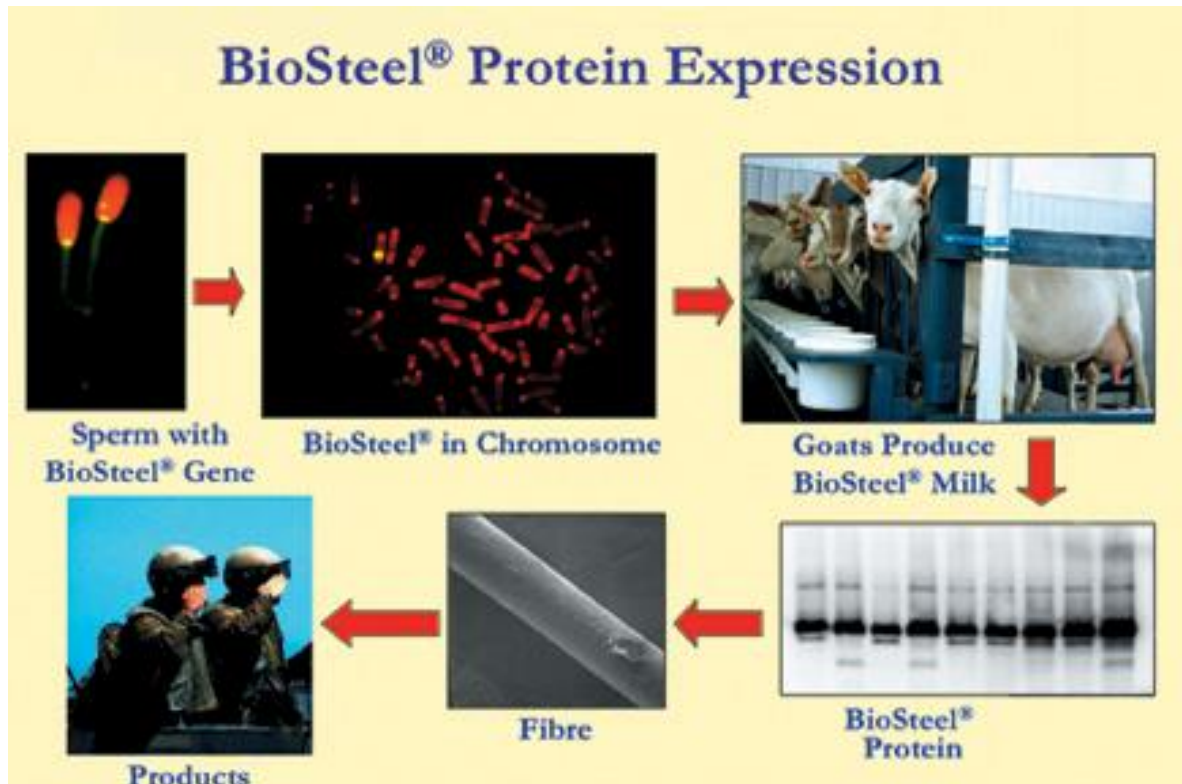 BioSteel® Protein Expression
Sperm with
BioSteel® Gene
BioSteel® in Chromosome
Goats Produce
BioSteel® Milk
BioSteel®
Protein
Fibre
Products